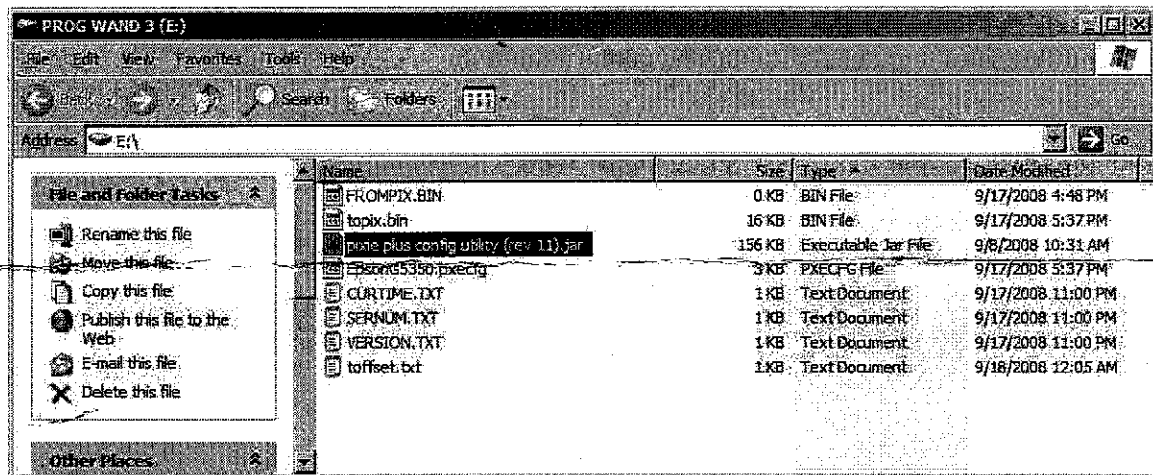 PROG WAND 3 (E:)
File Edit View Favorites Tools Help
Back Search Folders
Address E:\ Go
Name Size Type Date Modified
File and Folder Tasks
Rename this file
Move this file
Copy this file
Publish this file to the Web
E-mail this file
Delete this file
Other Places
FROMPIX.BIN 0 KB BIN File 9/17/2008 4:48 PM
topix.bin 16 KB BIN File 9/17/2008 5:37 PM
pixie plus config utility (rev 11).jar 156 KB Executable Jar File 9/8/2008 10:31 AM
Epson s5350.pxecfg 3 KB PXECFG File 9/17/2008 5:37 PM
CURTIME.TXT 1 KB Text Document 9/17/2008 11:00 PM
SERNUM.TXT 1 KB Text Document 9/17/2008 11:00 PM
VERSION.TXT 1 KB Text Document 9/17/2008 11:00 PM
toffset.txt 1 KB Text Document 9/18/2008 12:05 AM